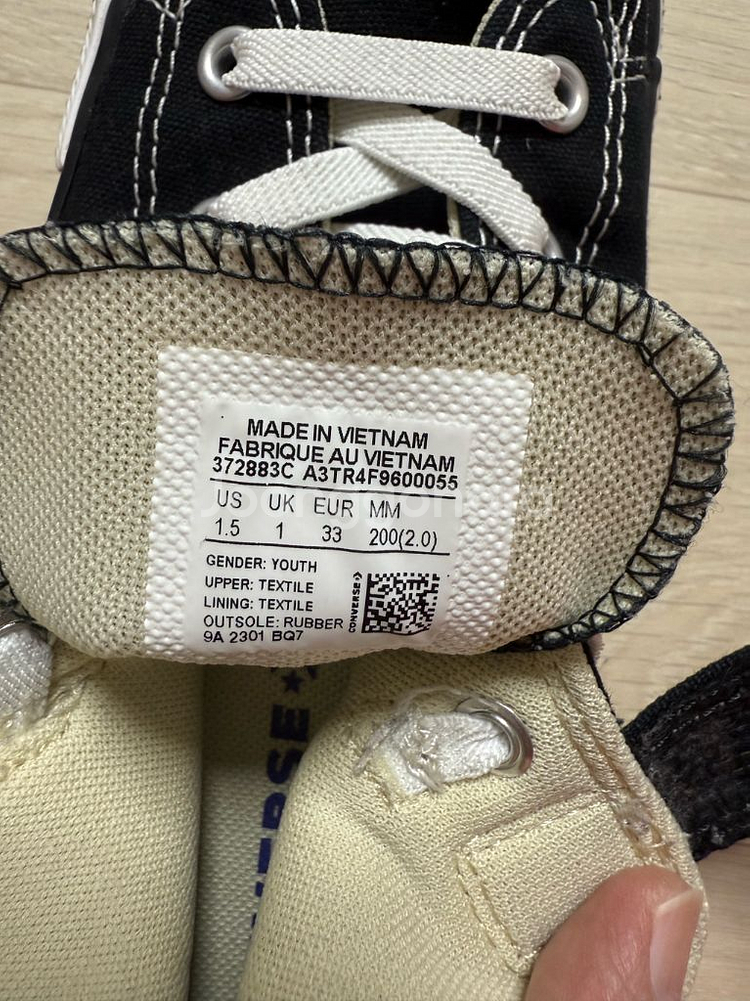 MADE IN VIETNAM
FABRIQUE AU VIETNAM
372883C A3TR4F9600055
US UK EUR MM
1.5 1 33 200(2.0)
GENDER: YOUTH
UPPER: TEXTILE
LINING: TEXTILE
OUTSOLE: RUBBER
9A 2301 BQ7
CONVERSE
VERSE